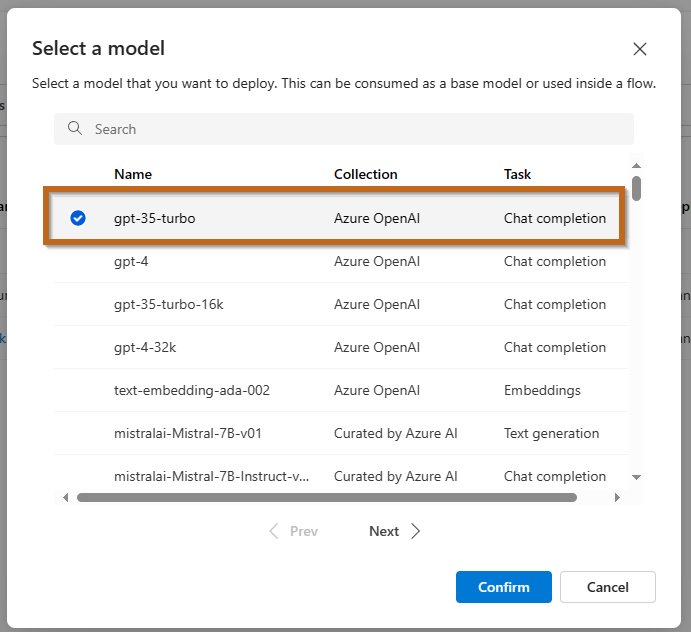 Select a model
Select a model that you want to deploy. This can be consumed as a base model or used inside a flow.
Search
Name Collection Task
gpt-35-turbo Azure OpenAI Chat completion
gpt-4 Azure OpenAI Chat completion
gpt-35-turbo-16k Azure OpenAI Chat completion
gpt-4-32k Azure OpenAI Chat completion
text-embedding-ada-002 Azure OpenAI Embeddings
mistralai-Mistral-7B-v01 Curated by Azure AI Text generation
mistralai-Mistral-7B-Instruct-v... Curated by Azure AI Chat completion
Prev Next
Confirm Cancel